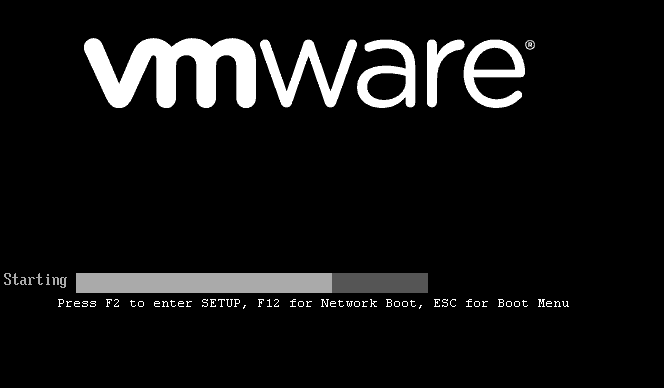 vmware®
Starting
Press F2 to enter SETUP, F12 for Network Boot, ESC for Boot Menu